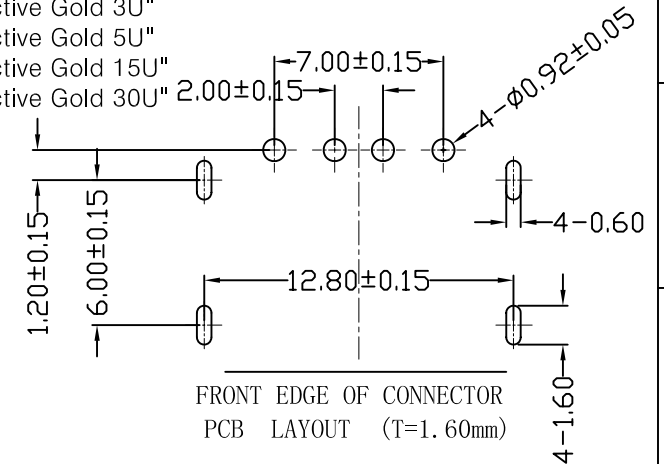 ctive Gold 3U"
ctive Gold 5U"
ctive Gold 15U"
ctive Gold 30U"
7.00±0.15
2.00±0.15
4-Ø0.92±0.05
1.20±0.15
6.00±0.15
4-0.60
12.80±0.15
4-1.60
FRONT EDGE OF CONNECTOR
PCB LAYOUT (T=1.60mm)